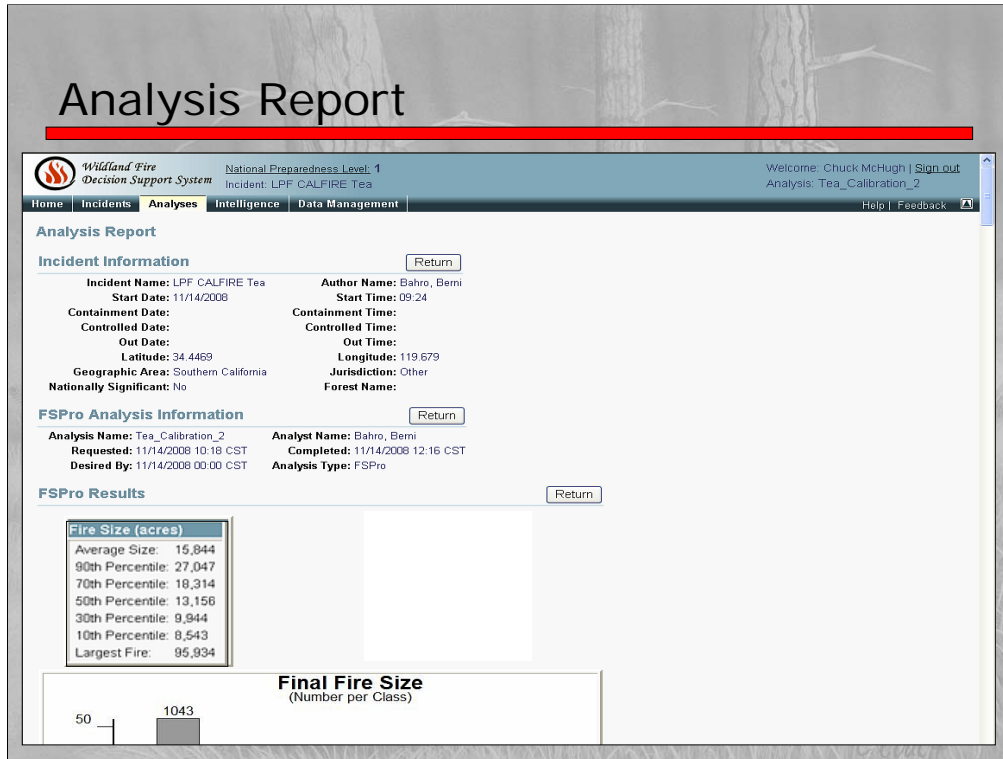 Analysis Report
Wildland Fire
Decision Support System
National Preparedness Level: 1
Incident: LPF CALFIRE Tea
Welcome: Chuck McHugh | Sign out
Analysis: Tea_Calibration_2
Home Incidents Analyses Intelligence Data Management Help | Feedback
Analysis Report
Incident Information Return
Incident Name: LPF CALFIRE Tea Author Name: Bahro, Berni
Start Date: 11/14/2008 Start Time: 09:24
Containment Date: Containment Time:
Controlled Date: Controlled Time:
Out Date: Out Time:
Latitude: 34.4469 Longitude: 119.679
Geographic Area: Southern California Jurisdiction: Other
Nationally Significant: No Forest Name:
FSPro Analysis Information Return
Analysis Name: Tea_Calibration_2 Analyst Name: Bahro, Berni
Requested: 11/14/2008 10:18 CST Completed: 11/14/2008 12:16 CST
Desired By: 11/14/2008 00:00 CST Analysis Type: FSPro
FSPro Results Return
Fire Size (acres)
Average Size: 15,844
90th Percentile: 27,047
70th Percentile: 18,314
50th Percentile: 13,156
30th Percentile: 9,944
10th Percentile: 8,543
Largest Fire: 95,934
Final Fire Size
(Number per Class)
50 1043